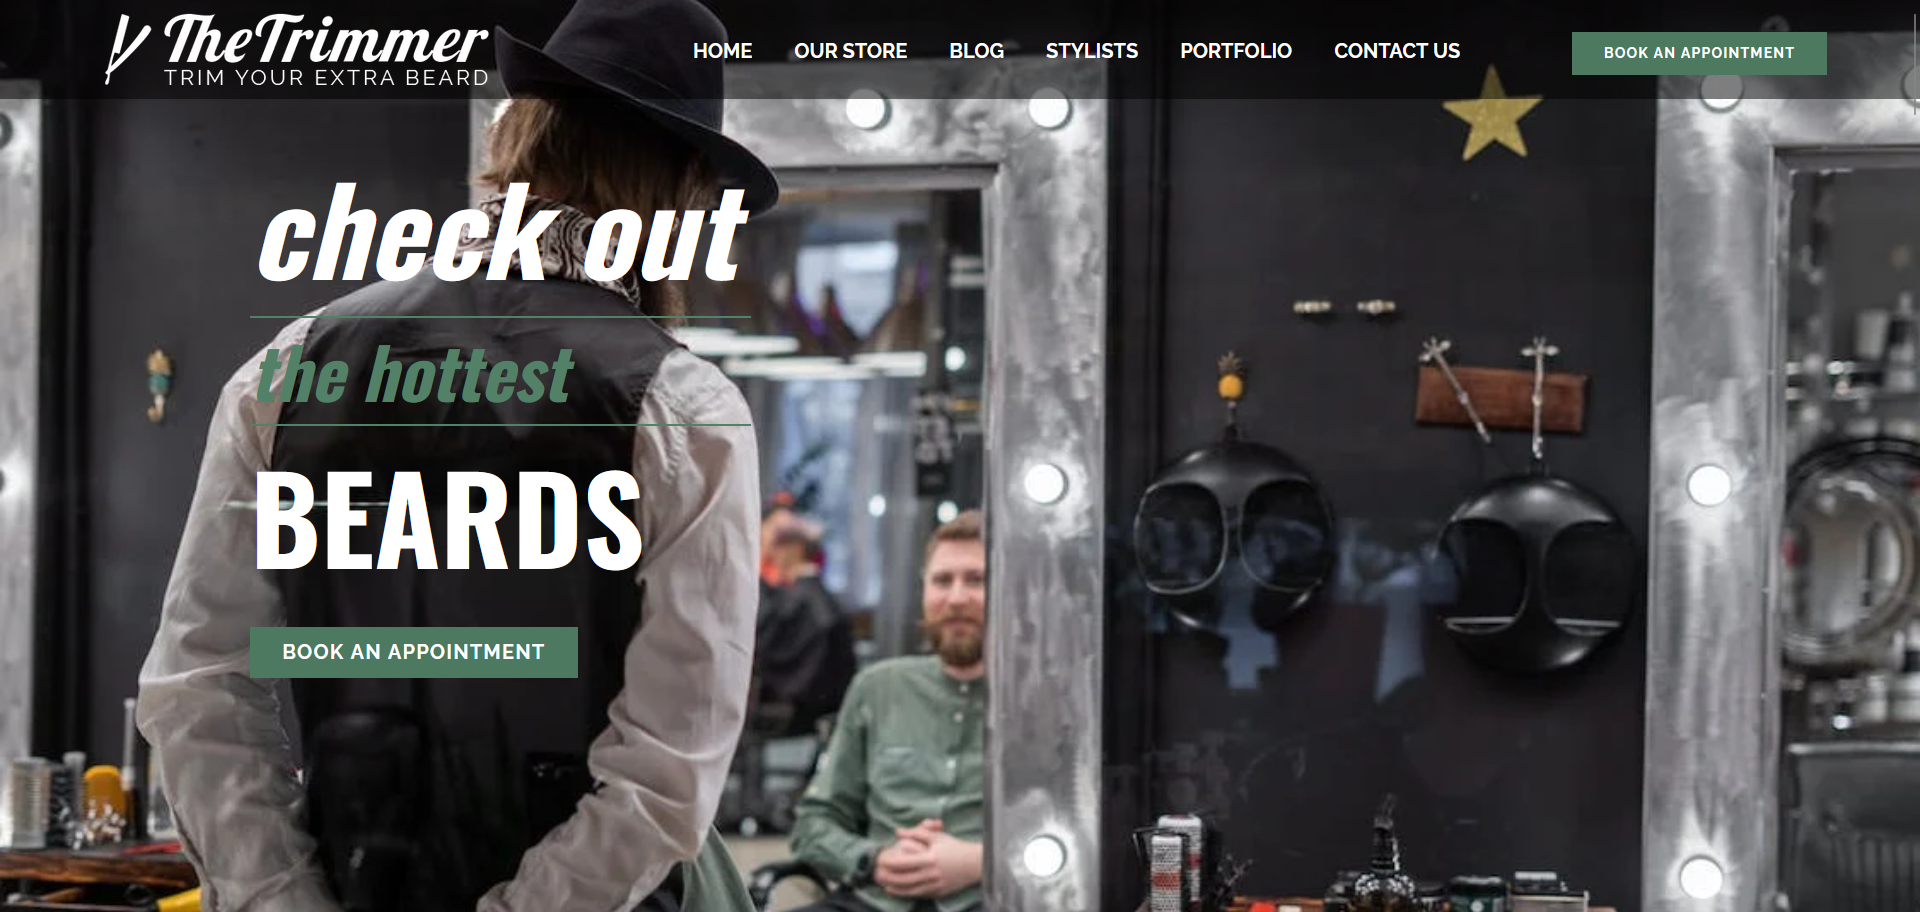 TheTrimmer
TRIM YOUR EXTRA BEARD
HOME OUR STORE BLOG STYLISTS PORTFOLIO CONTACT US
BOOK AN APPOINTMENT
check out
the hottest
BEARDS
BOOK AN APPOINTMENT